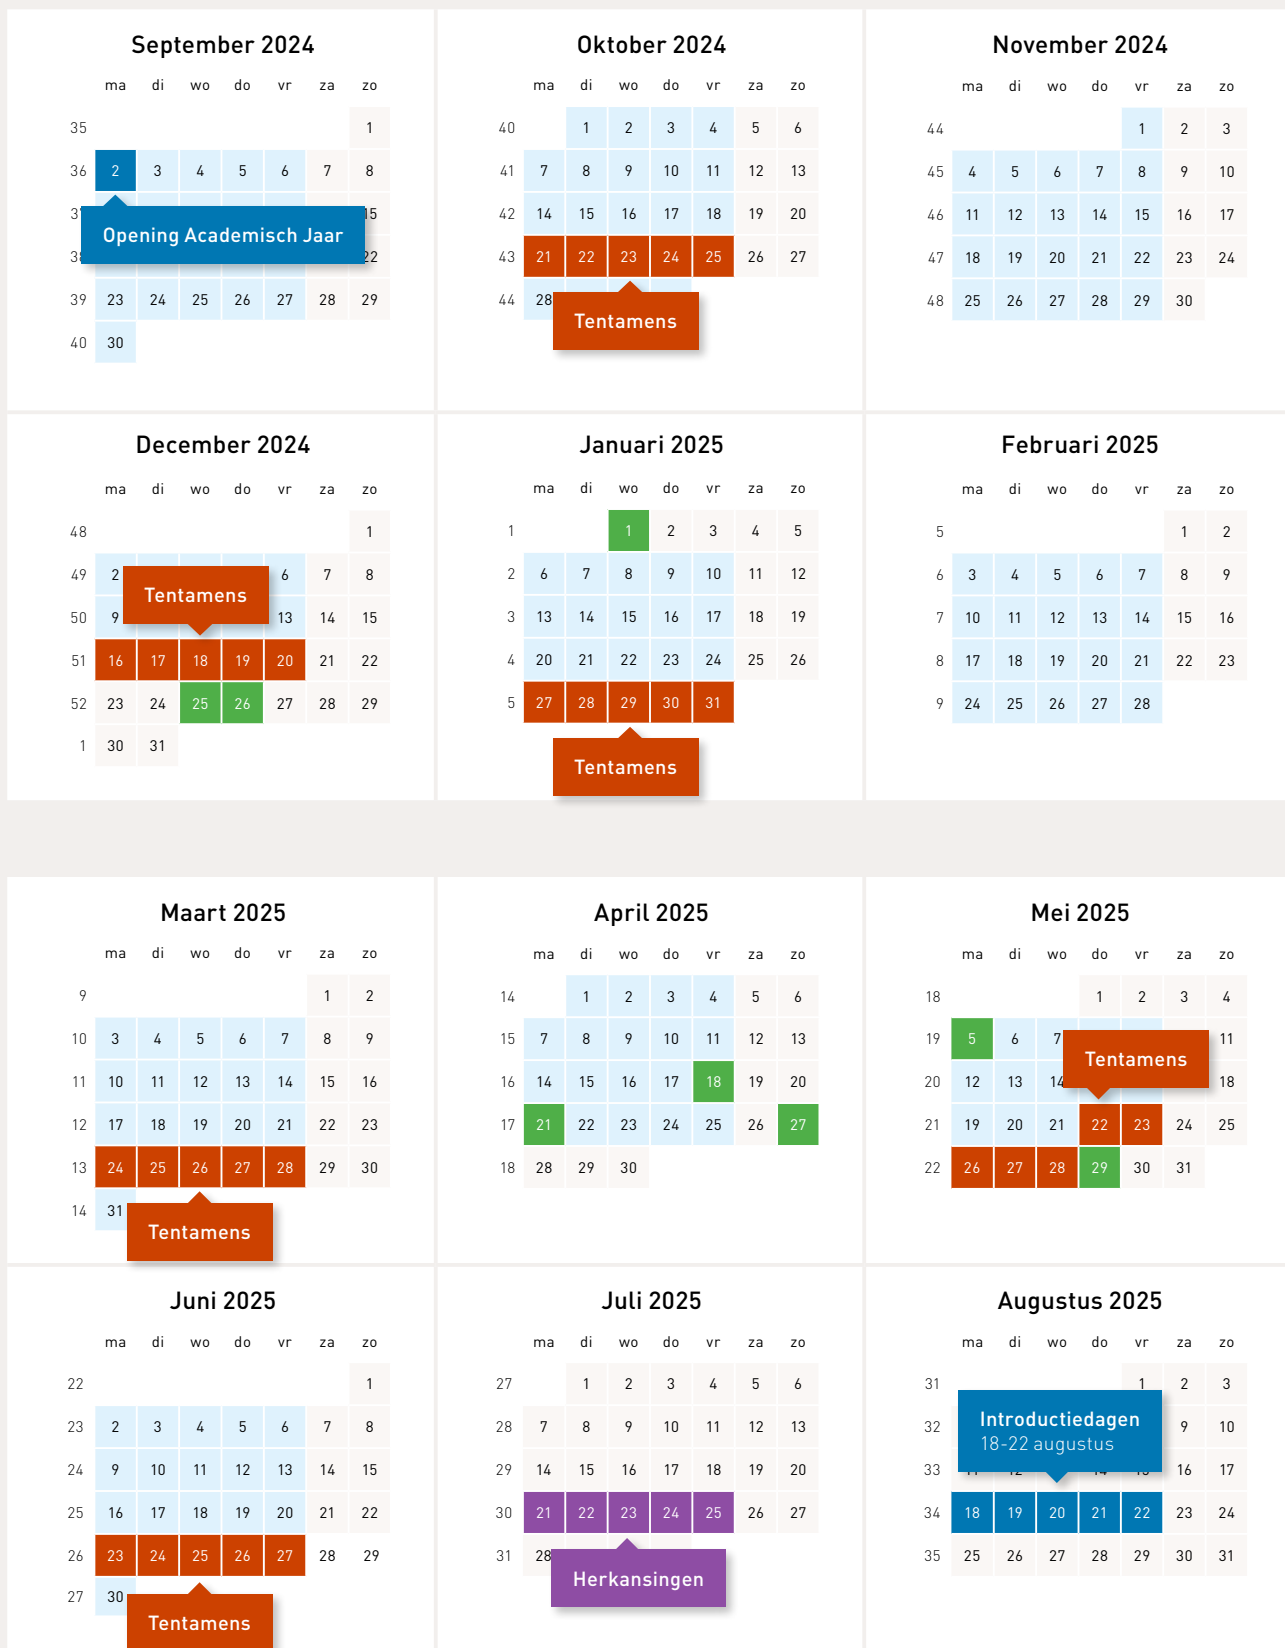 September 2024
ma di wo do vr za zo
35 1
36 2 3 4 5 6 7 8
15
Opening Academisch Jaar
22
39 23 24 25 26 27 28 29
40 30
Oktober 2024
ma di wo do vr za zo
40 1 2 3 4 5 6
41 7 8 9 10 11 12 13
42 14 15 16 17 18 19 20
43 21 22 23 24 25 26 27
44 28
Tentamens
November 2024
ma di wo do vr za zo
44 1 2 3
45 4 5 6 7 8 9 10
46 11 12 13 14 15 16 17
47 18 19 20 21 22 23 24
48 25 26 27 28 29 30
December 2024
ma di wo do vr za zo
48 1
49 2 6 7 8
Tentamens
50 9 13 14 15
51 16 17 18 19 20 21 22
52 23 24 25 26 27 28 29
1 30 31
Januari 2025
ma di wo do vr za zo
1 1 2 3 4 5
2 6 7 8 9 10 11 12
3 13 14 15 16 17 18 19
4 20 21 22 23 24 25 26
5 27 28 29 30 31
Tentamens
Februari 2025
ma di wo do vr za zo
5 1 2
6 3 4 5 6 7 8 9
7 10 11 12 13 14 15 16
8 17 18 19 20 21 22 23
9 24 25 26 27 28
Maart 2025
ma di wo do vr za zo
9 1 2
10 3 4 5 6 7 8 9
11 10 11 12 13 14 15 16
12 17 18 19 20 21 22 23
13 24 25 26 27 28 29 30
14 31
Tentamens
April 2025
ma di wo do vr za zo
14 1 2 3 4 5 6
15 7 8 9 10 11 12 13
16 14 15 16 17 18 19 20
17 21 22 23 24 25 26 27
18 28 29 30
Mei 2025
ma di wo do vr za zo
18 1 2 3 4
19 5 6 7 11
Tentamens
20 12 13 14 18
21 19 20 21 22 23 24 25
22 26 27 28 29 30 31
Juni 2025
ma di wo do vr za zo
22 1
23 2 3 4 5 6 7 8
24 9 10 11 12 13 14 15
25 16 17 18 19 20 21 22
26 23 24 25 26 27 28 29
27 30
Tentamens
Juli 2025
ma di wo do vr za zo
27 1 2 3 4 5 6
28 7 8 9 10 11 12 13
29 14 15 16 17 18 19 20
30 21 22 23 24 25 26 27
31 28
Herkansingen
Augustus 2025
ma di wo do vr za zo
31 1 2 3
32 9 10
Introductiedagen
18-22 augustus
33 16 17
34 18 19 20 21 22 23 24
35 25 26 27 28 29 30 31